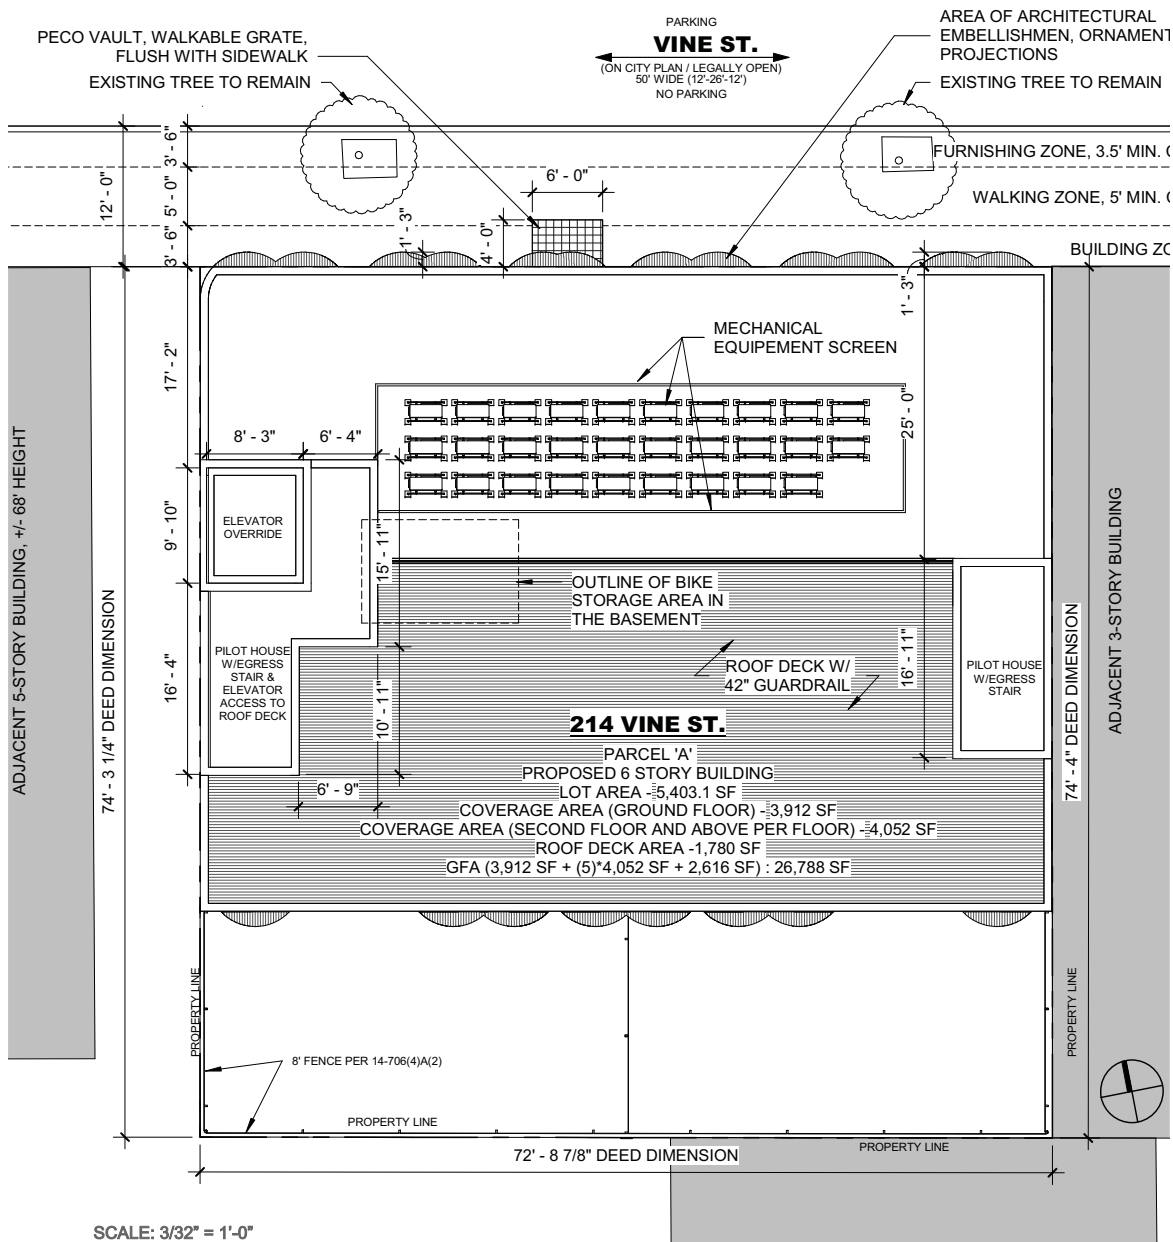 PARKING
VINE ST.
(ON CITY PLAN / LEGALLY OPEN)
50' WIDE (12'-26'-12')
NO PARKING
PECO VAULT, WALKABLE GRATE,
FLUSH WITH SIDEWALK
EXISTING TREE TO REMAIN
AREA OF ARCHITECTURAL
EMBELLISHMEN, ORNAMENT
PROJECTIONS
EXISTING TREE TO REMAIN
FURNISHING ZONE, 3.5' MIN.
WALKING ZONE, 5' MIN.
BUILDING
12' - 0"
3' - 6"
5' - 0"
3' - 6"
6' - 0"
1' - 3"
4' - 0"
1' - 3"
MECHANICAL
EQUIPEMENT SCREEN
17' - 2"
8' - 3"
6' - 4"
25' - 0"
ELEVATOR
OVERRIDE
9' - 10"
15' - 11"
OUTLINE OF BIKE
STORAGE AREA IN
THE BASEMENT
PILOT HOUSE
W/EGRESS
STAIR &
ELEVATOR
ACCESS TO
ROOF DECK
16' - 4"
10' - 11"
6' - 9"
ROOF DECK W/
42" GUARDRAIL
16' - 11"
PILOT HOUSE
W/EGRESS
STAIR
214 VINE ST.
PARCEL 'A'
PROPOSED 6 STORY BUILDING
LOT AREA - 5,403.1 SF
COVERAGE AREA (GROUND FLOOR) - 3,912 SF
COVERAGE AREA (SECOND FLOOR AND ABOVE PER FLOOR) - 4,052 SF
ROOF DECK AREA -1,780 SF
GFA (3,912 SF + (5)*4,052 SF + 2,616 SF) : 26,788 SF
ADJACENT 5-STORY BUILDING, +/- 68' HEIGHT
74' - 3 1/4" DEED DIMENSION
74' - 4" DEED DIMENSION
ADJACENT 3-STORY BUILDING
PROPERTY LINE
PROPERTY LINE
8' FENCE PER 14-706(4)A(2)
PROPERTY LINE
PROPERTY LINE
72' - 8 7/8" DEED DIMENSION
SCALE: 3/32" = 1'-0"